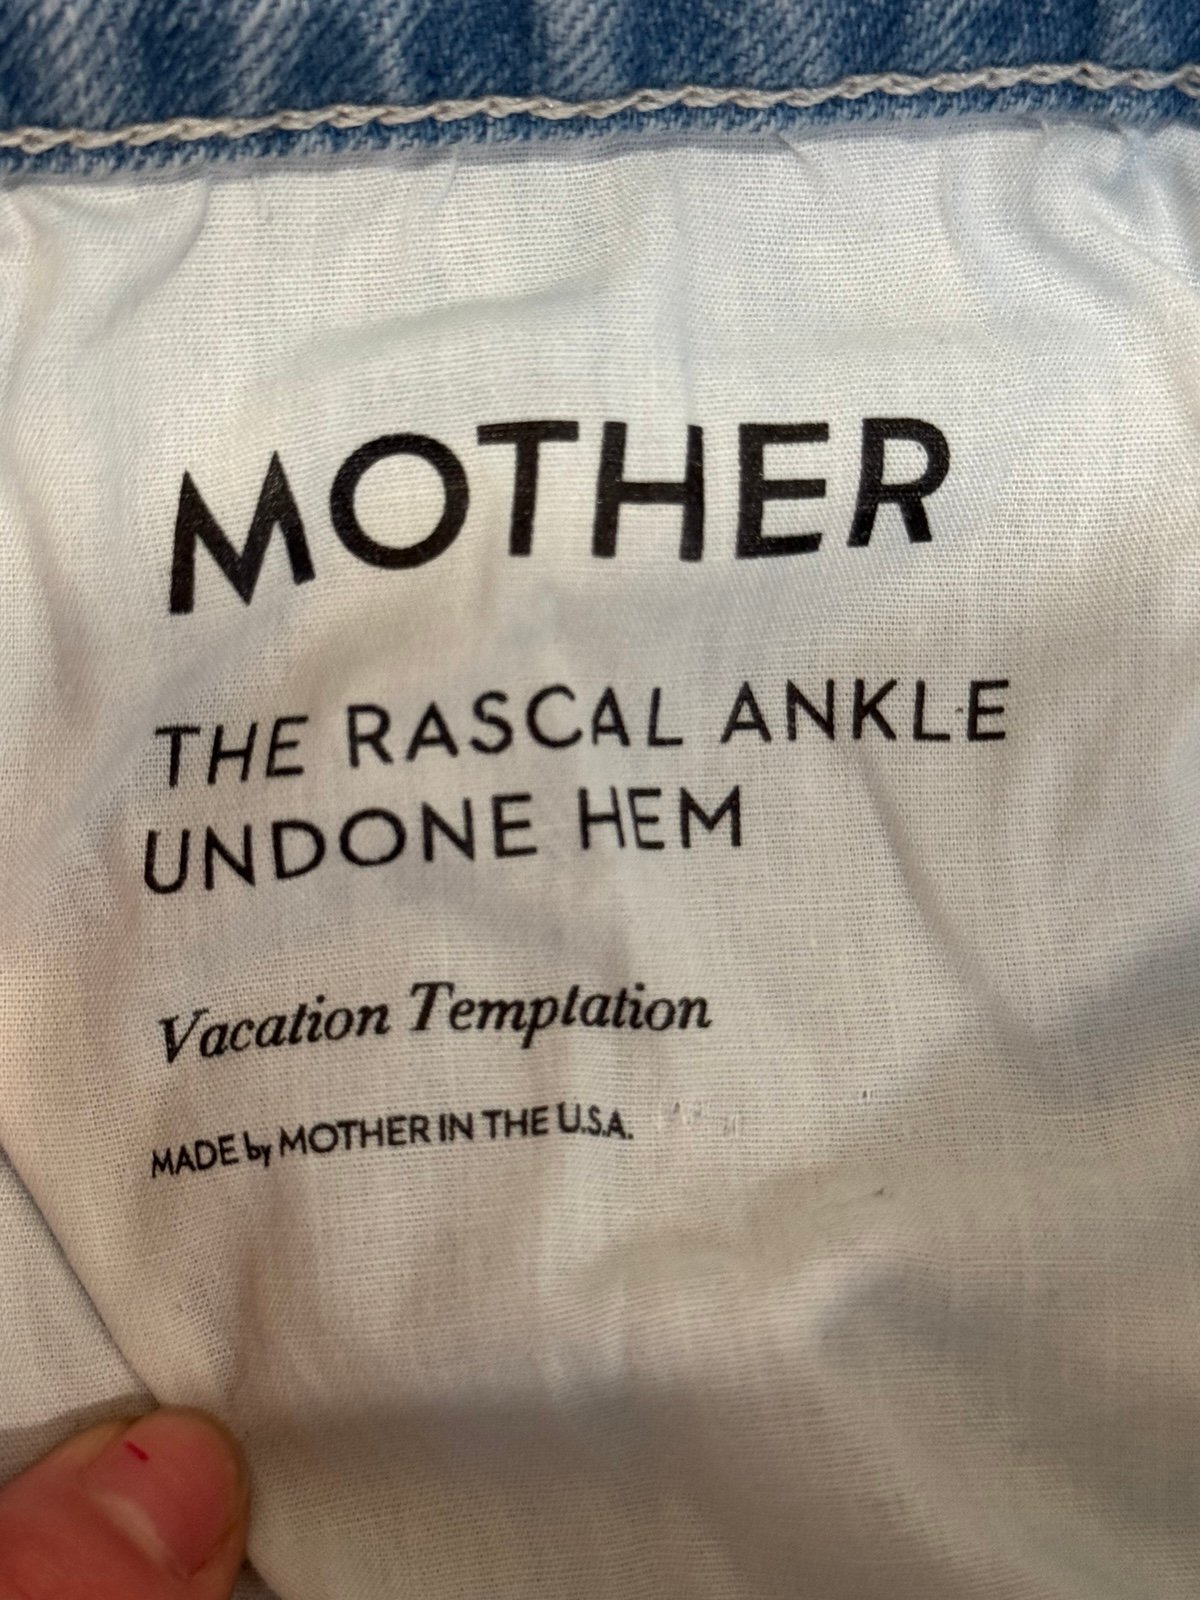 MOTHER
THE RASCAL ANKLE
UNDONE HEM
Vacation Temptation
MADE by MOTHER IN THE U.S.A.